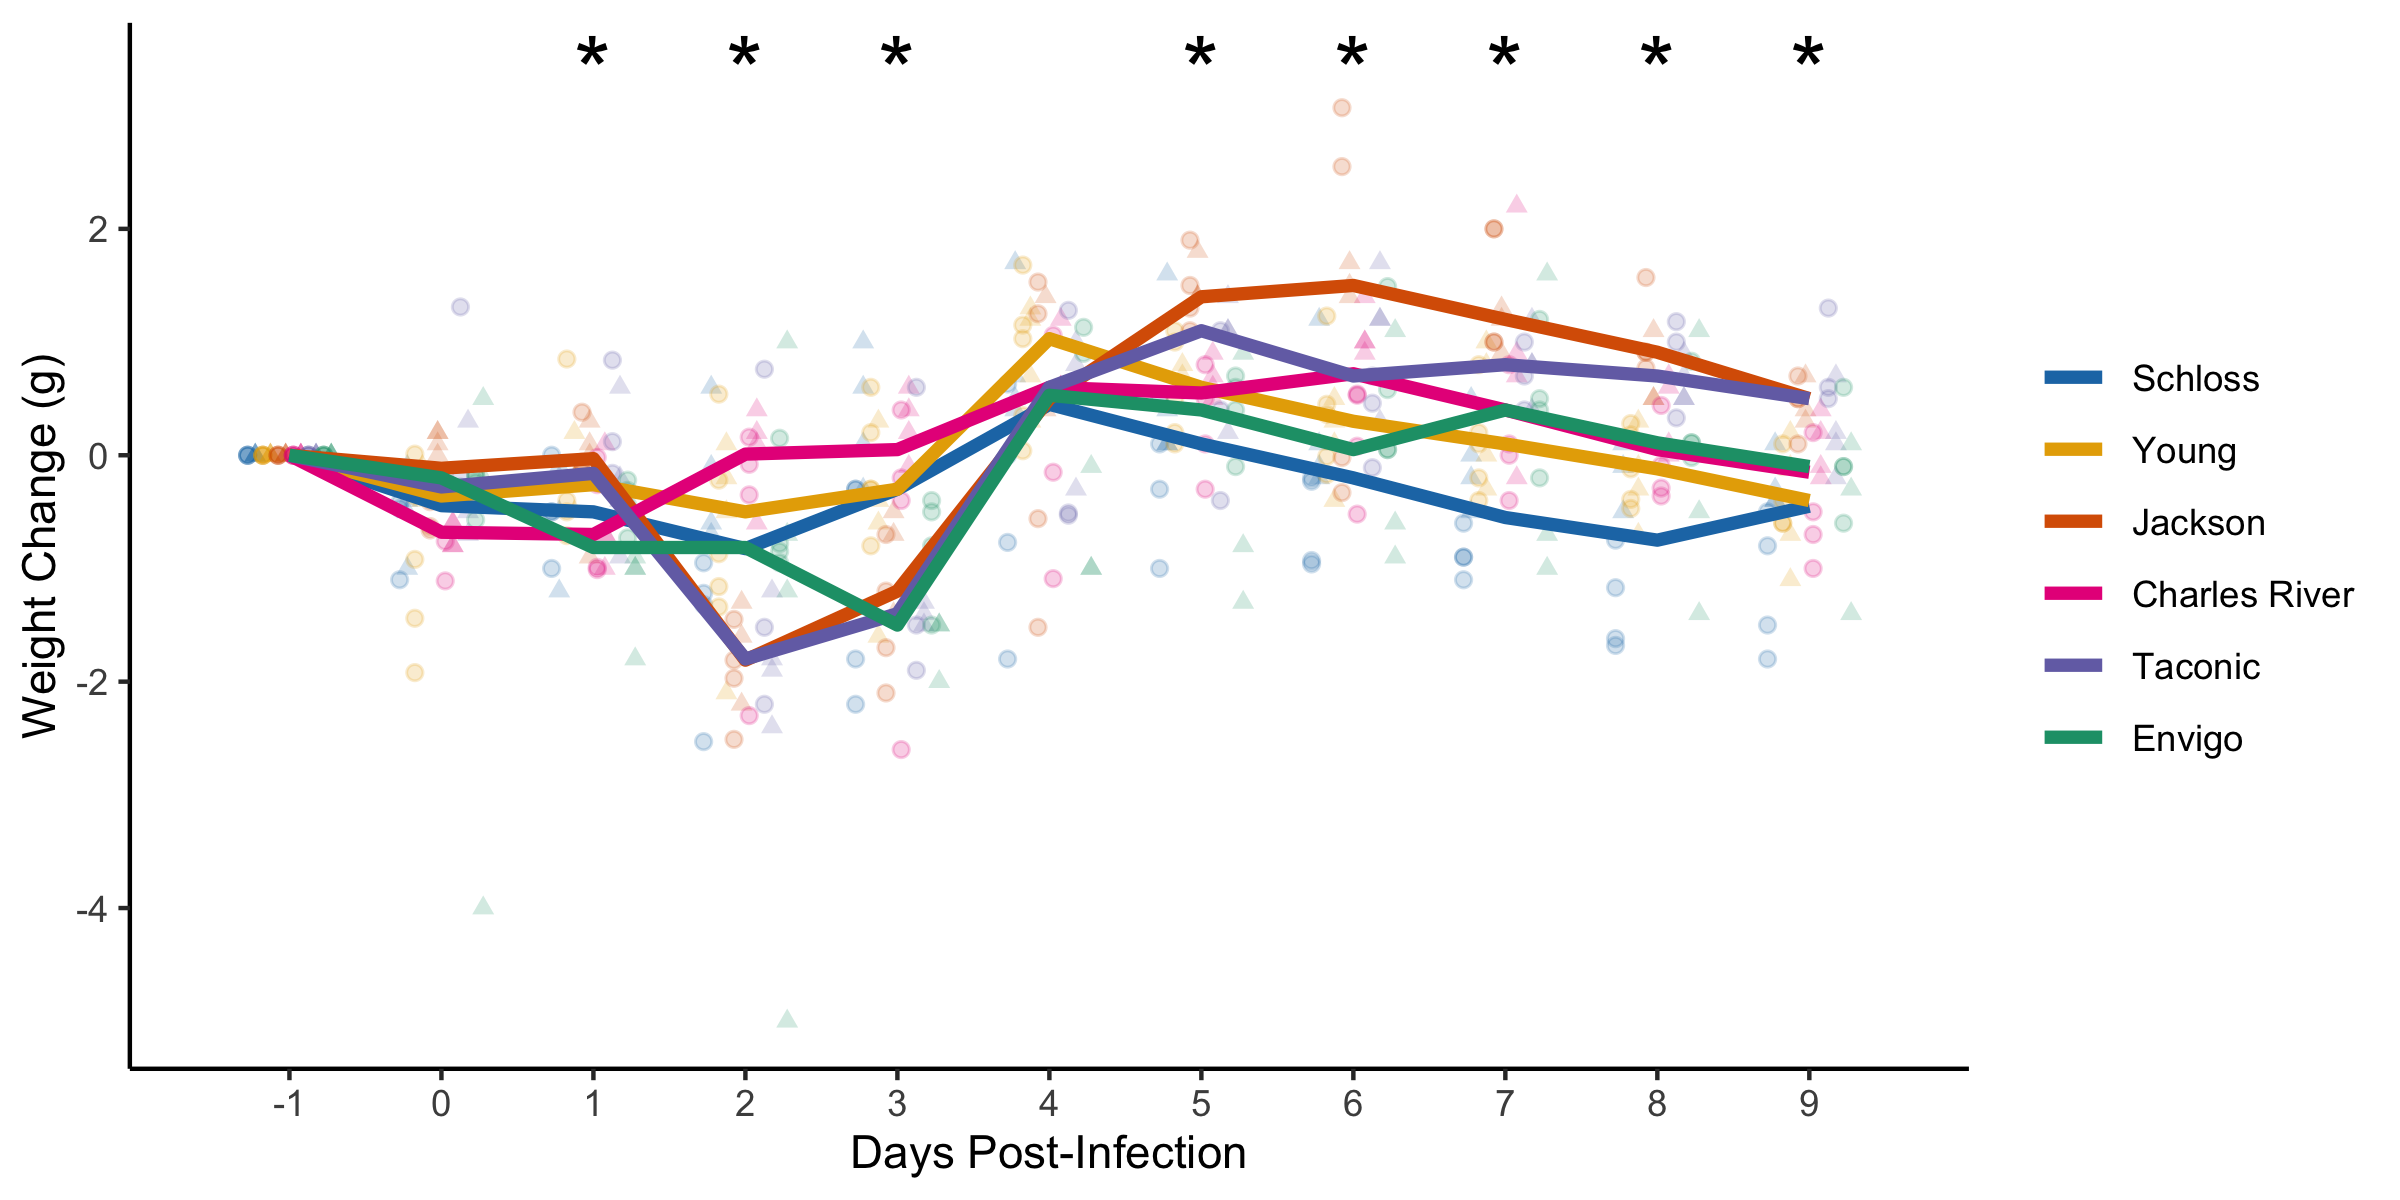 * * * * * * * *
2
0
-2
-4
Weight Change (g)
-1 0 1 2 3 4 5 6 7 8 9
Days Post-Infection
Schloss
Young
Jackson
Charles River
Taconic
Envigo